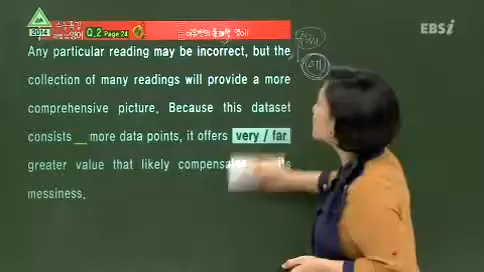 EBSi
2014
Q.2 Page 24
Any particular reading may be incorrect, but the
collection of many readings will provide a more
comprehensive picture. Because this dataset
consists __ more data points, it offers very / far
greater value that likely compensates its
messiness.